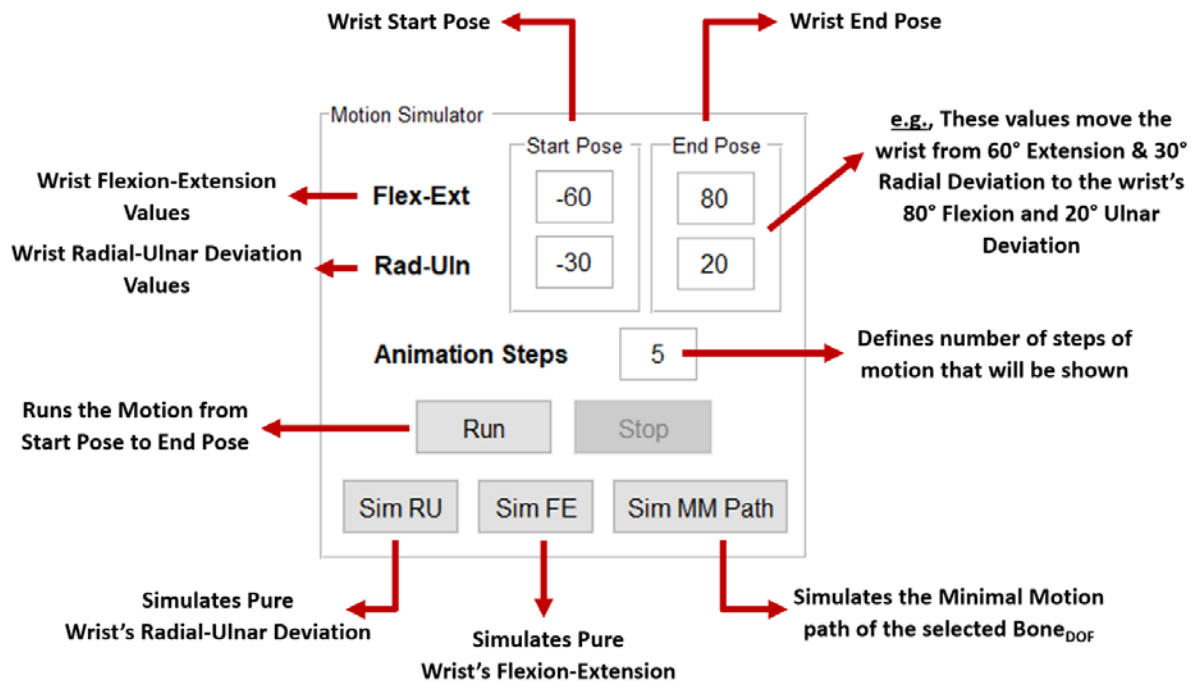 Wrist Start Pose
Wrist End Pose
Motion Simulator
Start Pose
End Pose
e.g., These values move the
wrist from 60° Extension & 30°
Radial Deviation to the wrist's
80° Flexion and 20° Ulnar
Deviation
Wrist Flexion-Extension
Values
Flex-Ext
-60
80
Wrist Radial-Ulnar Deviation
Values
Rad-Uln
-30
20
Animation Steps
5
Defines number of steps of
motion that will be shown
Runs the Motion from
Start Pose to End Pose
Run
Stop
Sim RU
Sim FE
Sim MM Path
Simulates Pure
Wrist's Radial-Ulnar Deviation
Simulates Pure
Wrist's Flexion-Extension
Simulates the Minimal Motion
path of the selected BoneDOF